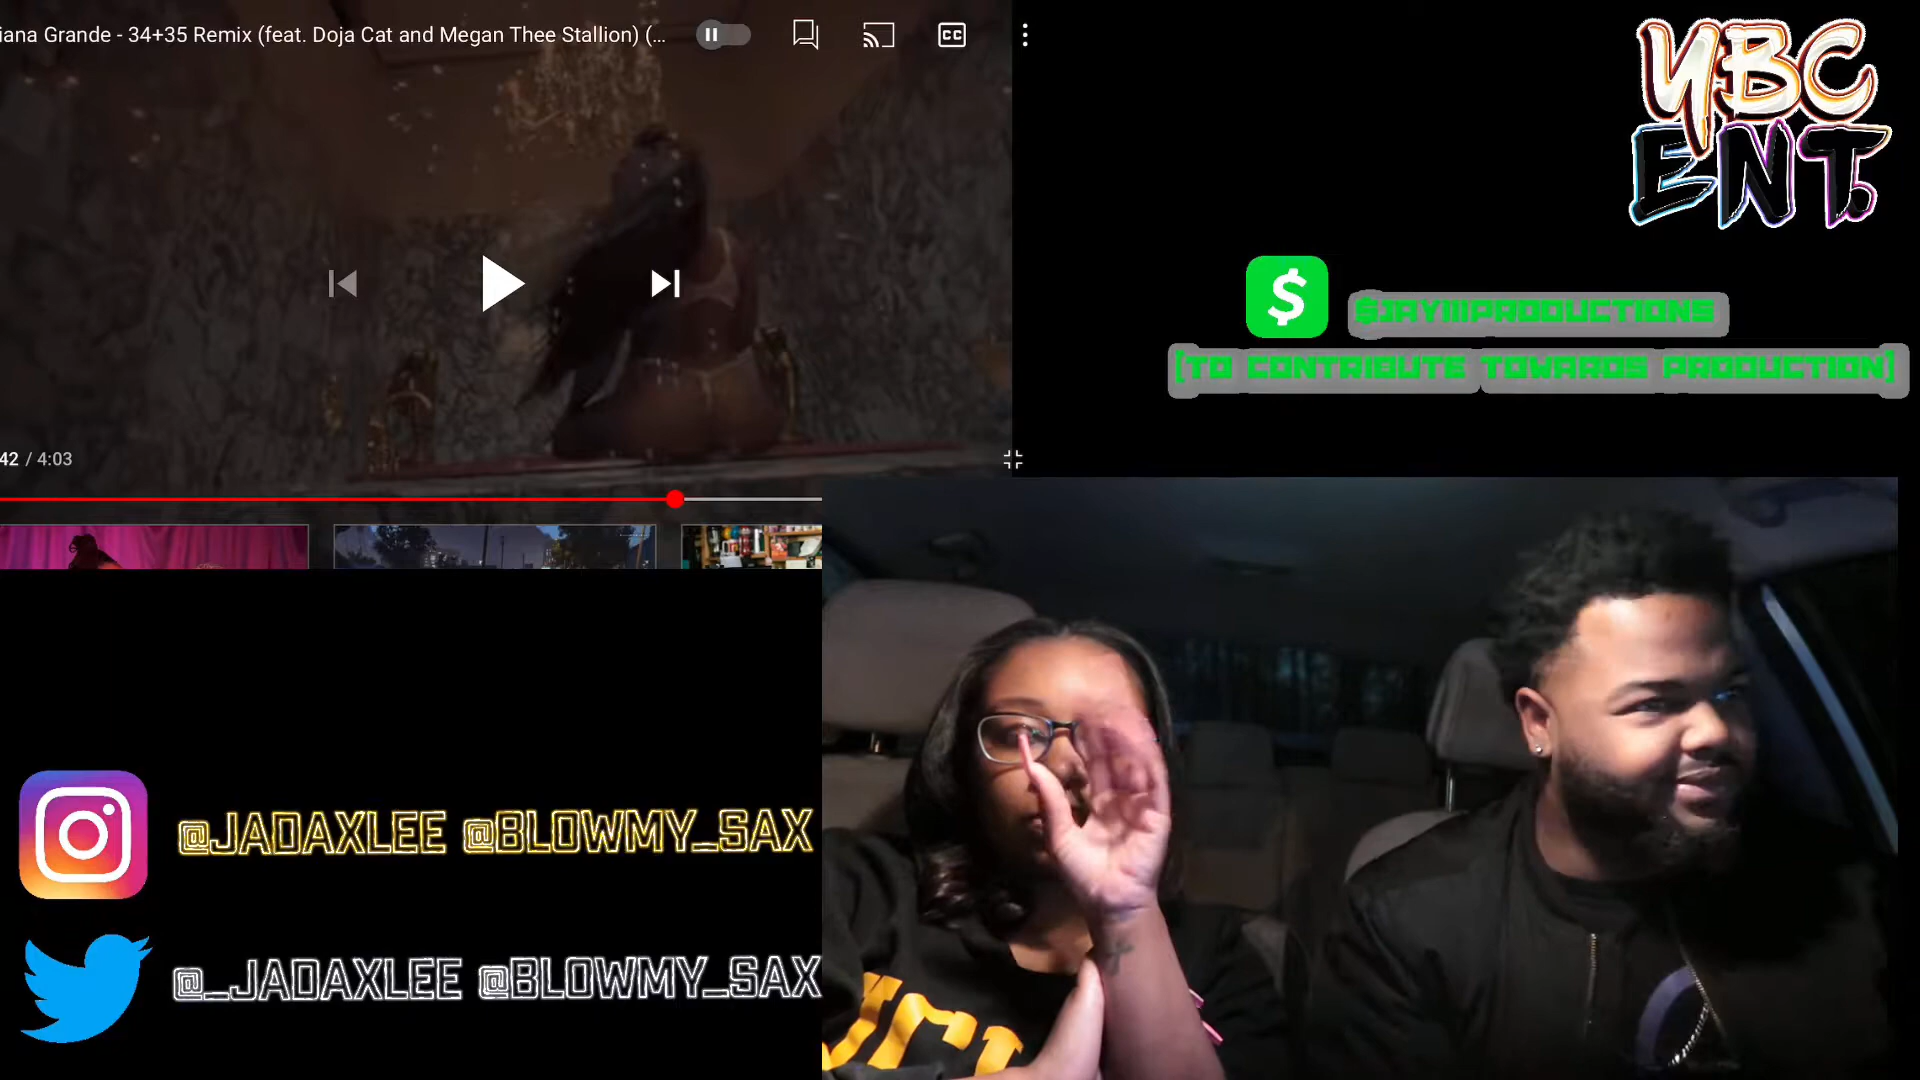 iana Grande - 34+35 Remix (feat. Doja Cat and Megan Thee Stallion) (...
CC
YBC
ENT.
$JAYIIIPRODUCTIONS
[TO CONTRIBUTE TOWARDS PRODUCTION]
42 / 4:03
@JADAXLEE @BLOWMY_SAX
@_JADAXLEE @BLOWMY_SAX